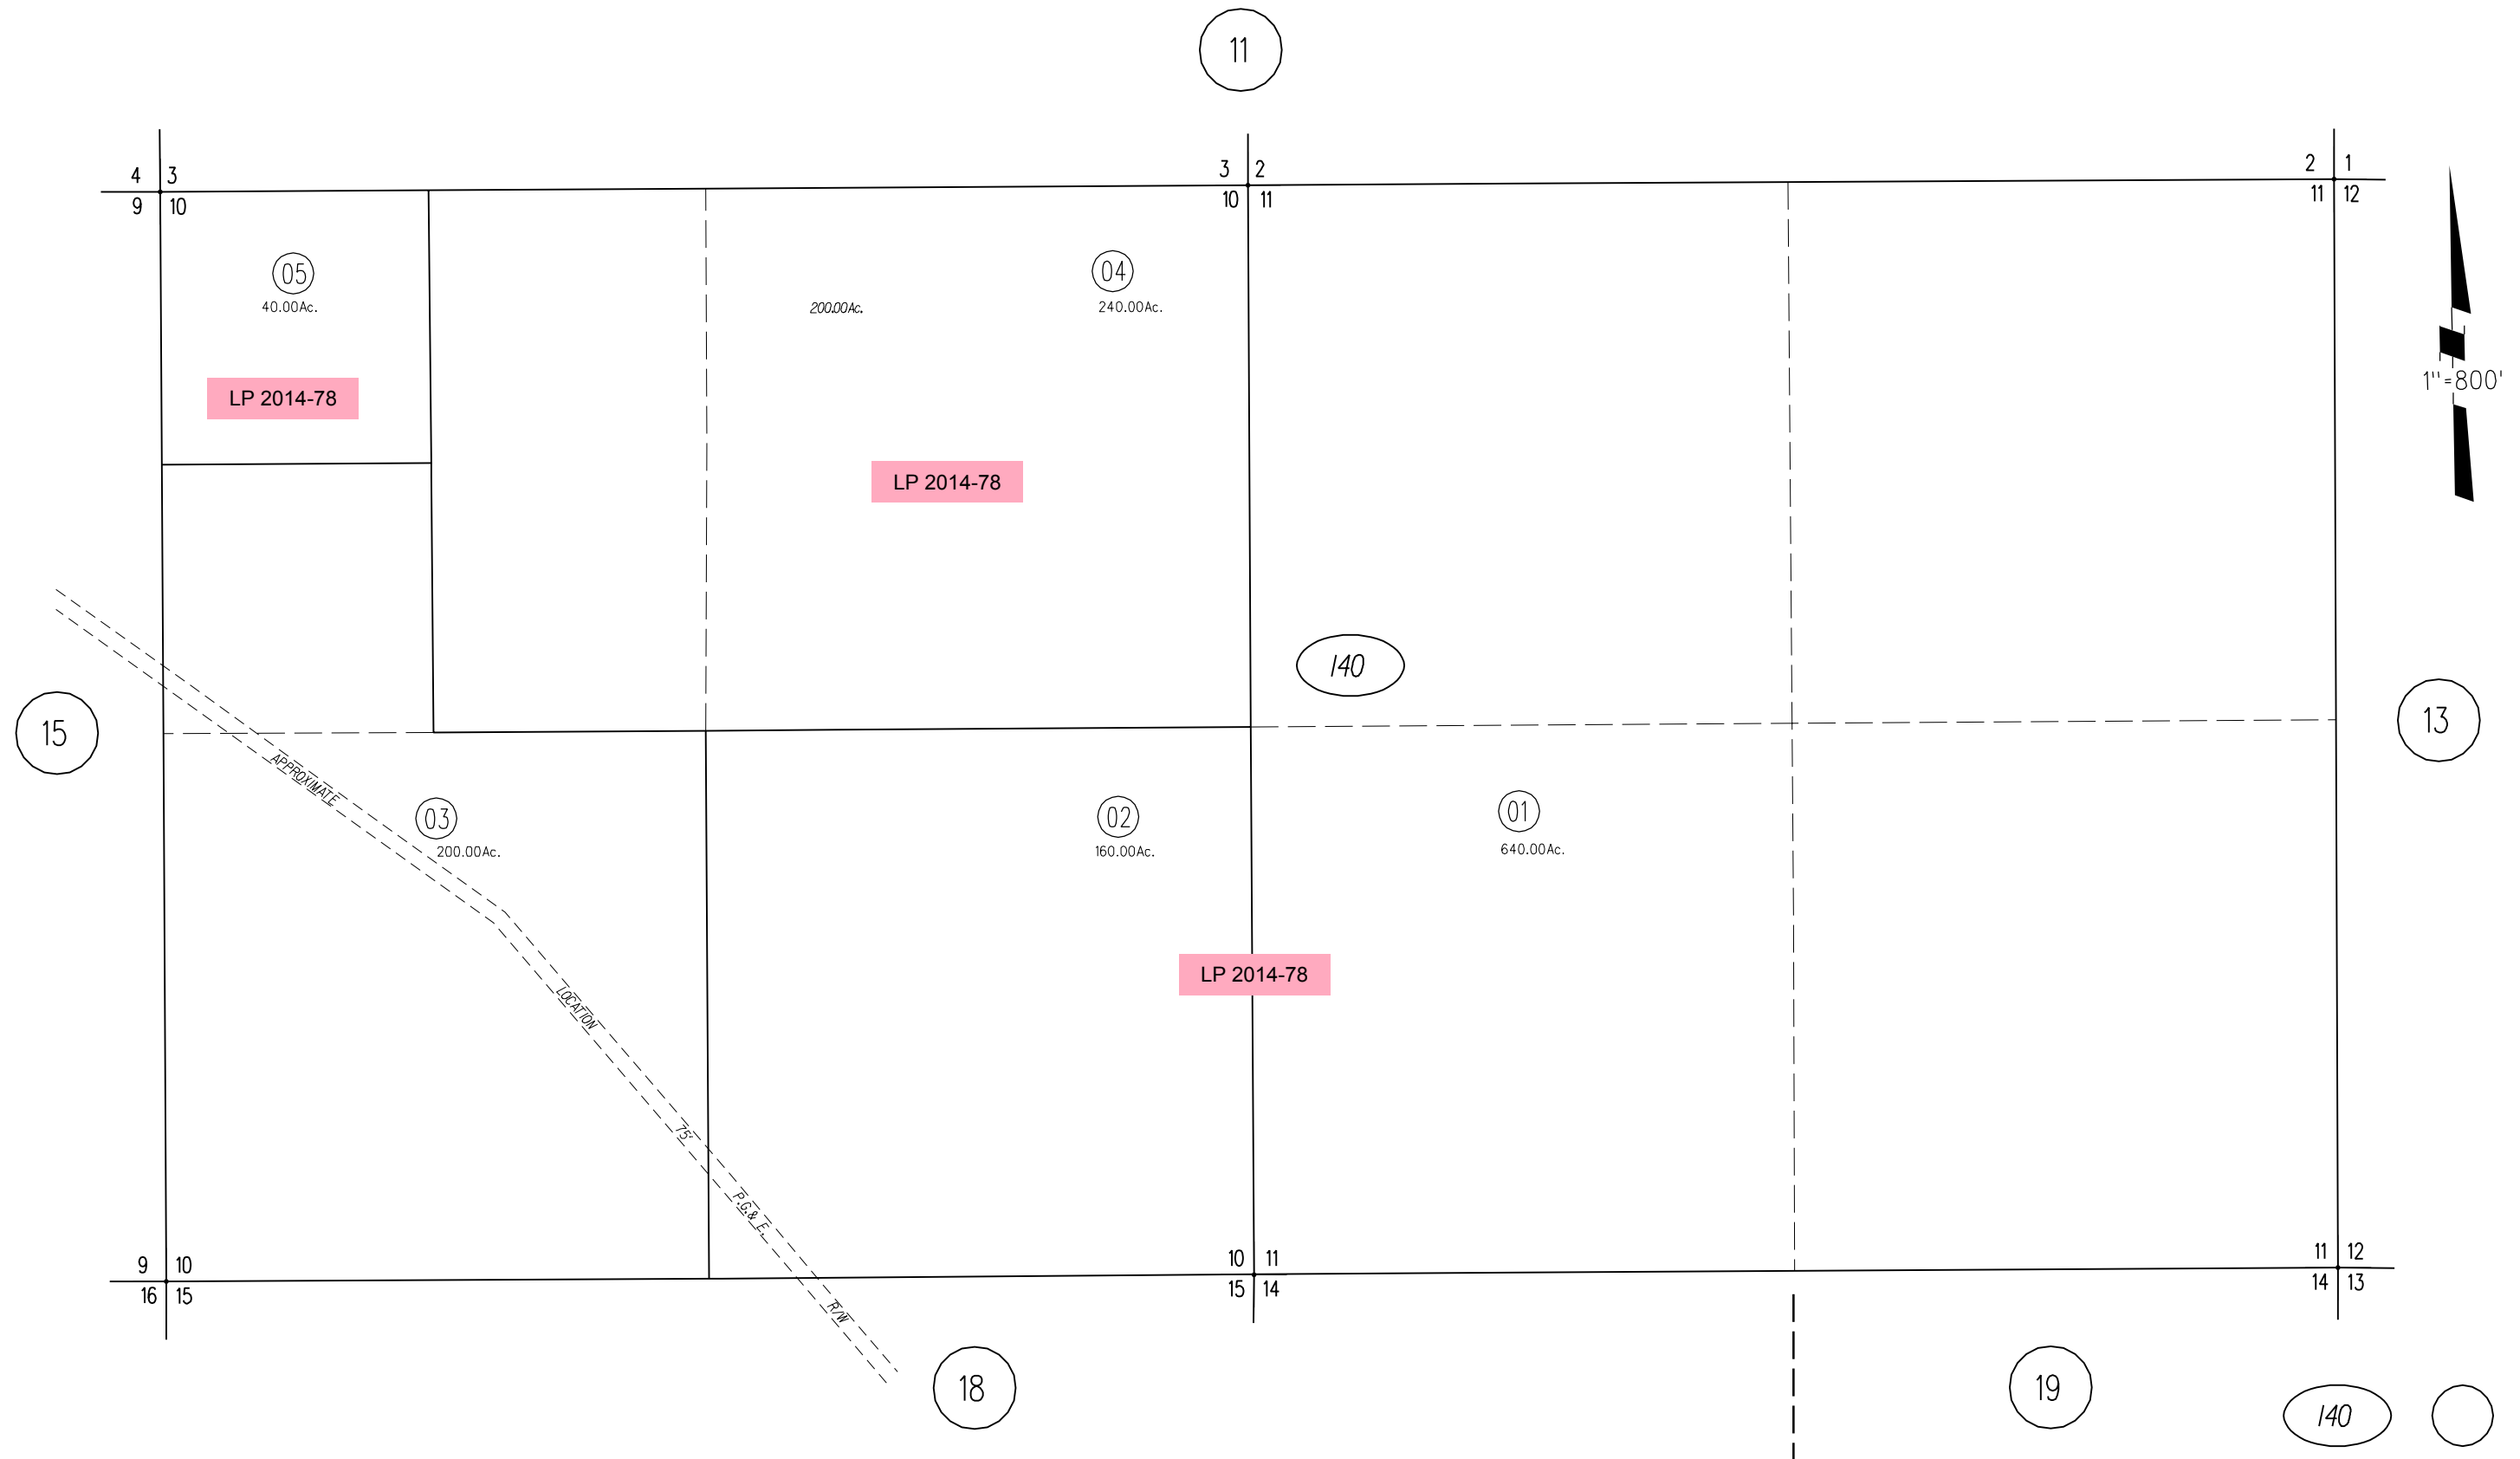 11
4 3
3 2
2 1
9 10
10 11
11 12
05
40.00Ac.
04
240.00Ac.
200.00Ac.
1"=800'
LP 2014-78
LP 2014-78
140
15
13
APPROXIMATE
03
200.00Ac.
02
160.00Ac.
01
640.00Ac.
LP 2014-78
LOCATION
75'
P.G.& E.
R/W
9 10
10 11
11 12
16 15
15 14
14 13
18
19
140